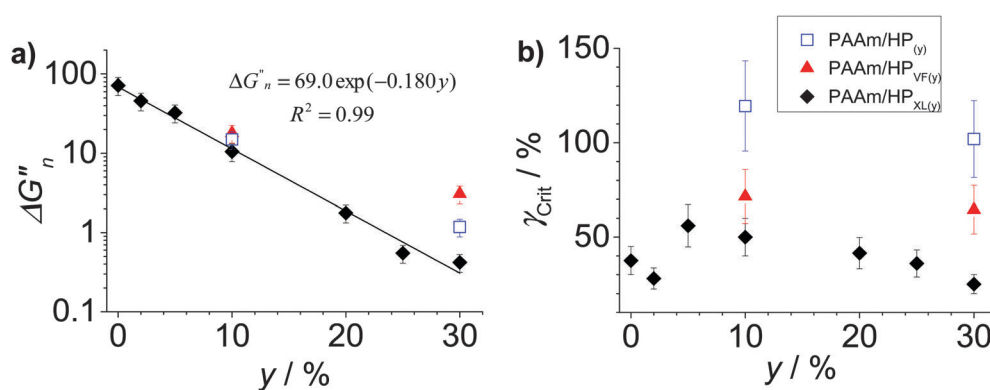 a)
ΔG"n = 69.0 exp(−0.180 y)
R² = 0.99
100
10
1
0.1
0 10 20 30
ΔG"n
y / %
b)
PAAm/HP(y)
PAAm/HPVF(y)
PAAm/HPXL(y)
150
100
50
0 10 20 30
γCrit / %
y / %